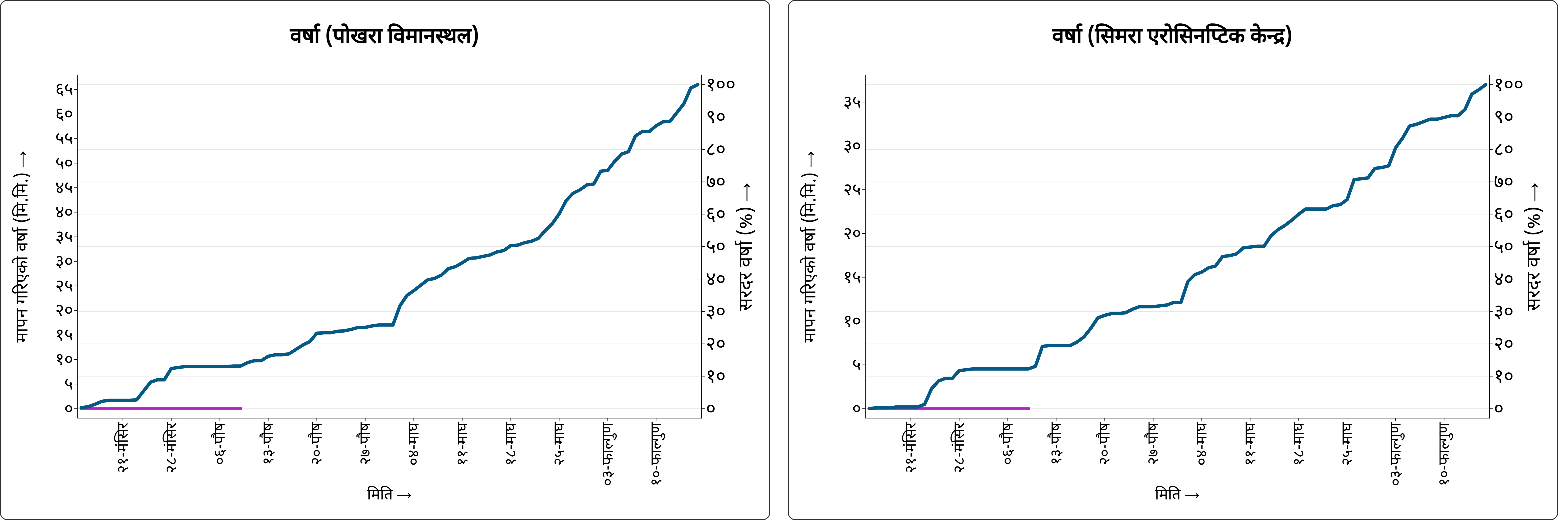 वर्षा (पोखरा विमानस्थल)
मापन गरिएको वर्षा (मि.मि.) →
६५
६०
५५
५०
४५
४०
३५
३०
२५
२०
१५
१०
५
०
१००
९०
८०
७०
६०
५०
४०
३०
२०
१०
०
सरदर वर्षा (%) →
२१-मंसिर
२८-मंसिर
०६-पौष
१३-पौष
२०-पौष
२७-पौष
०४-माघ
११-माघ
१८-माघ
२५-माघ
०३-फाल्गुण
१०-फाल्गुण
मिति →
वर्षा (सिमरा एरोसिनप्टिक केन्द्र)
मापन गरिएको वर्षा (मि.मि.) →
३५
३०
२५
२०
१५
१०
५
०
१००
९०
८०
७०
६०
५०
४०
३०
२०
१०
०
सरदर वर्षा (%) →
२१-मंसिर
२८-मंसिर
०६-पौष
१३-पौष
२०-पौष
२७-पौष
०४-माघ
११-माघ
१८-माघ
२५-माघ
०३-फाल्गुण
१०-फाल्गुण
मिति →